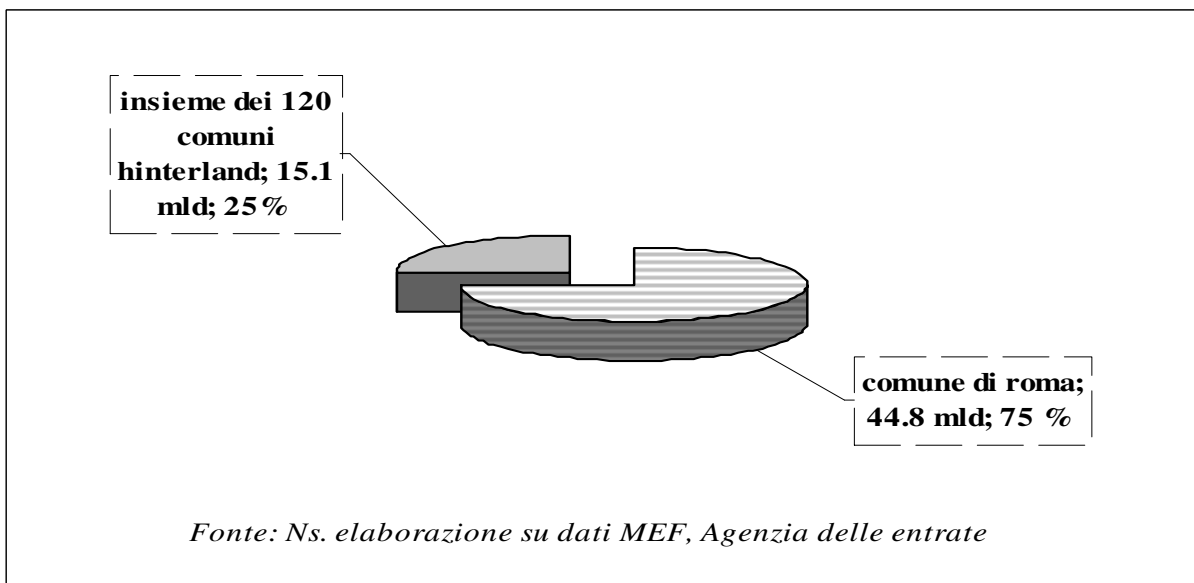 insieme dei 120
comuni
hinterland; 15.1
mld; 25%
comune di roma;
44.8 mld; 75 %
Fonte: Ns. elaborazione su dati MEF, Agenzia delle entrate